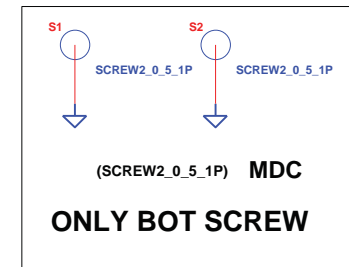 S1 S2
SCREW2_0_5_1P SCREW2_0_5_1P
(SCREW2_0_5_1P) MDC
ONLY BOT SCREW